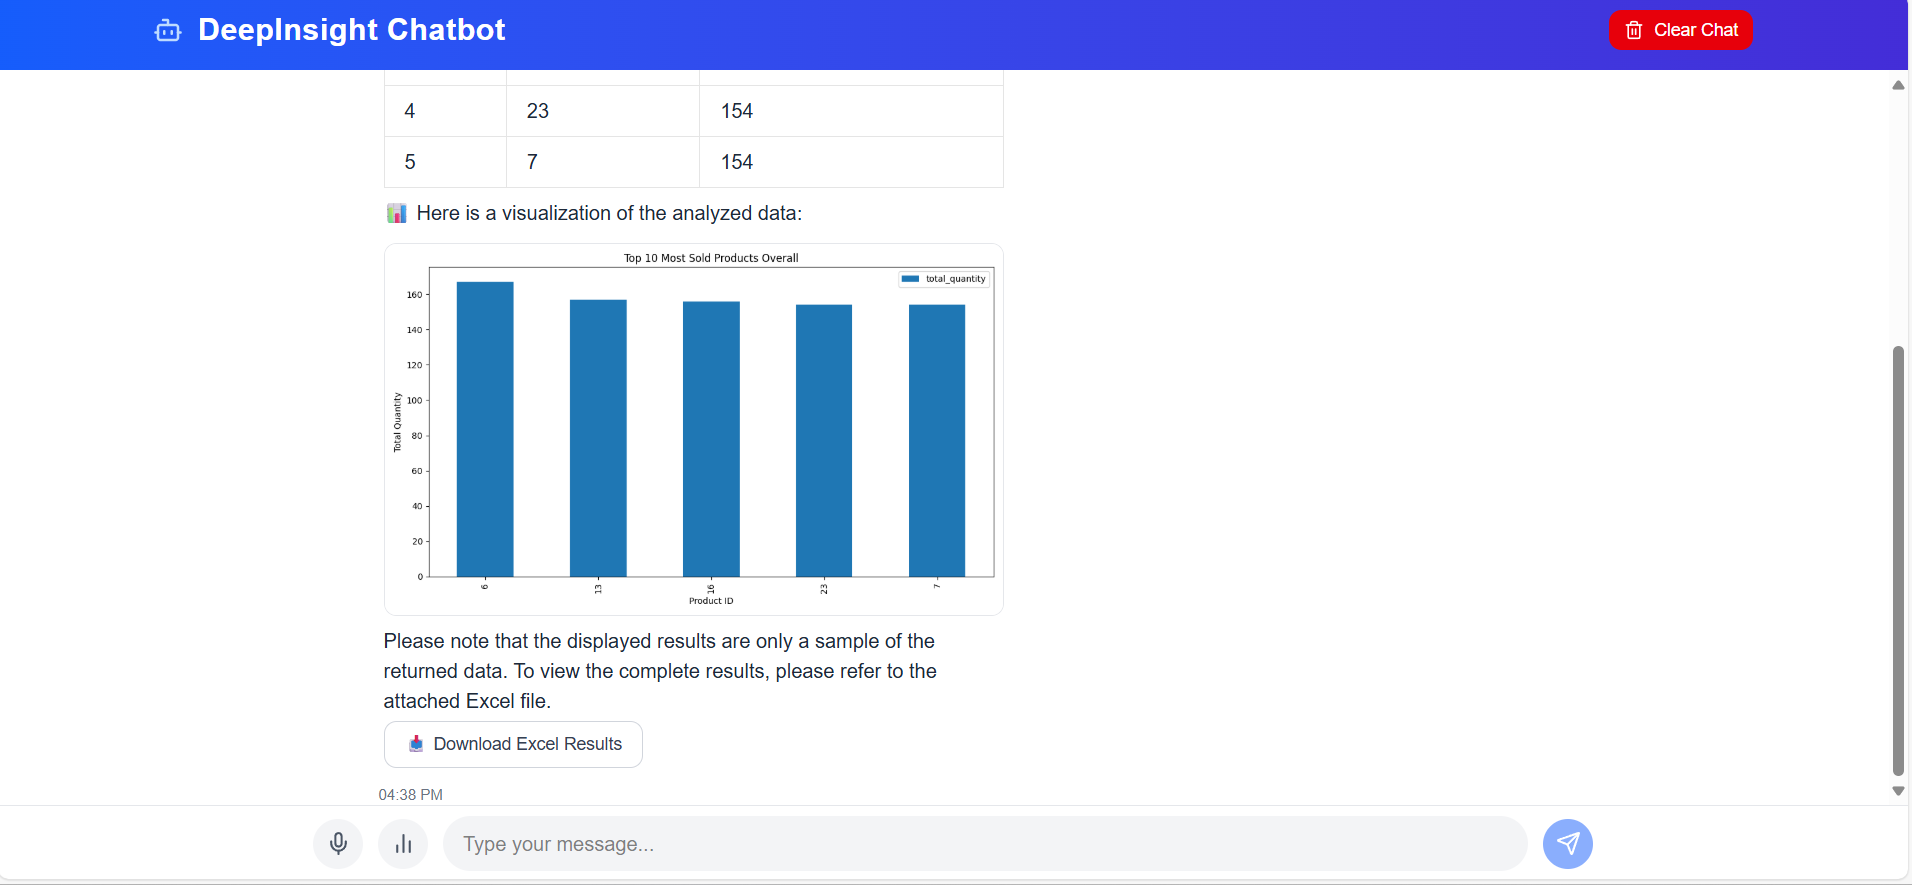 DeepInsight Chatbot
Clear Chat
4 23 154
5 7 154
Here is a visualization of the analyzed data:
Top 10 Most Sold Products Overall
total_quantity
160
140
120
100
80
60
40
20
0
Total Quantity
6 13 16 23 7
Product ID
Please note that the displayed results are only a sample of the
returned data. To view the complete results, please refer to the
attached Excel file.
Download Excel Results
04:38 PM
Type your message...